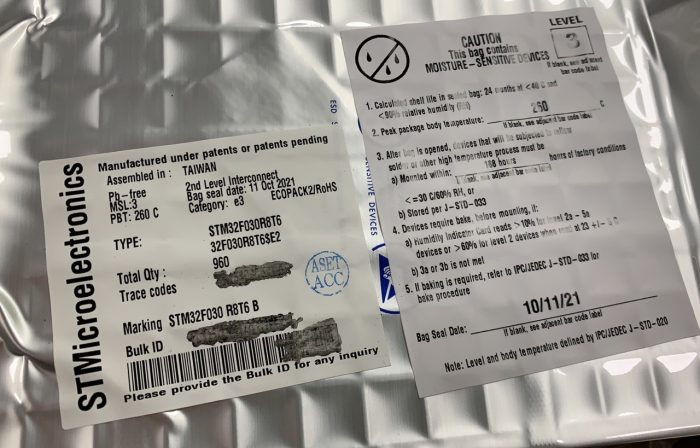 STMicroelectronics
Manufactured under patents or patents pending
Assembled in : TAIWAN
Pb-free 2nd Level Interconnect
MSL:3 Bag seal date: 11 Oct 2021
PBT: 260 C Category: e3 ECOPACK2/RoHS
TYPE: STM32F030R8T6
32F030R8T6$E2
Total Qty : 960
Trace codes
Marking STM32F030 R8T6 B
Bulk ID
Please provide the Bulk ID for any inquiry
ASET
ACC
ESD S
SENSITIVE DEVICES
CAUTION
This bag contains
MOISTURE-SENSITIVE DEVICES
LEVEL
3
If blank, see adjacent
bar code label
1. Calculated shelf life in sealed bag: 24 months at <40 C and
<90% relative humidity (RH)
2. Peak package body temperature: 260 C
If blank, see adjacent bar code label
3. After bag is opened, devices that will be subjected to reflow
solder or other high temperature process must be
a) Mounted within: 168 hours hours of factory conditions
If blank, see adjacent bar code label
<=30 C/60% RH, or
b) Stored per J-STD-033
4. Devices require bake, before mounting, if:
a) Humidity Indicator Card reads >10% for level 2a - 5a
devices or >60% for level 2 devices when read at 23 +/- 5 C
b) 3a or 3b is not met
5. If baking is required, refer to IPC/JEDEC J-STD-033 for
bake procedure
Bag Seal Date: 10/11/21
If blank, see adjacent bar code label
Note: Level and body temperature defined by IPC/JEDEC J-STD-020